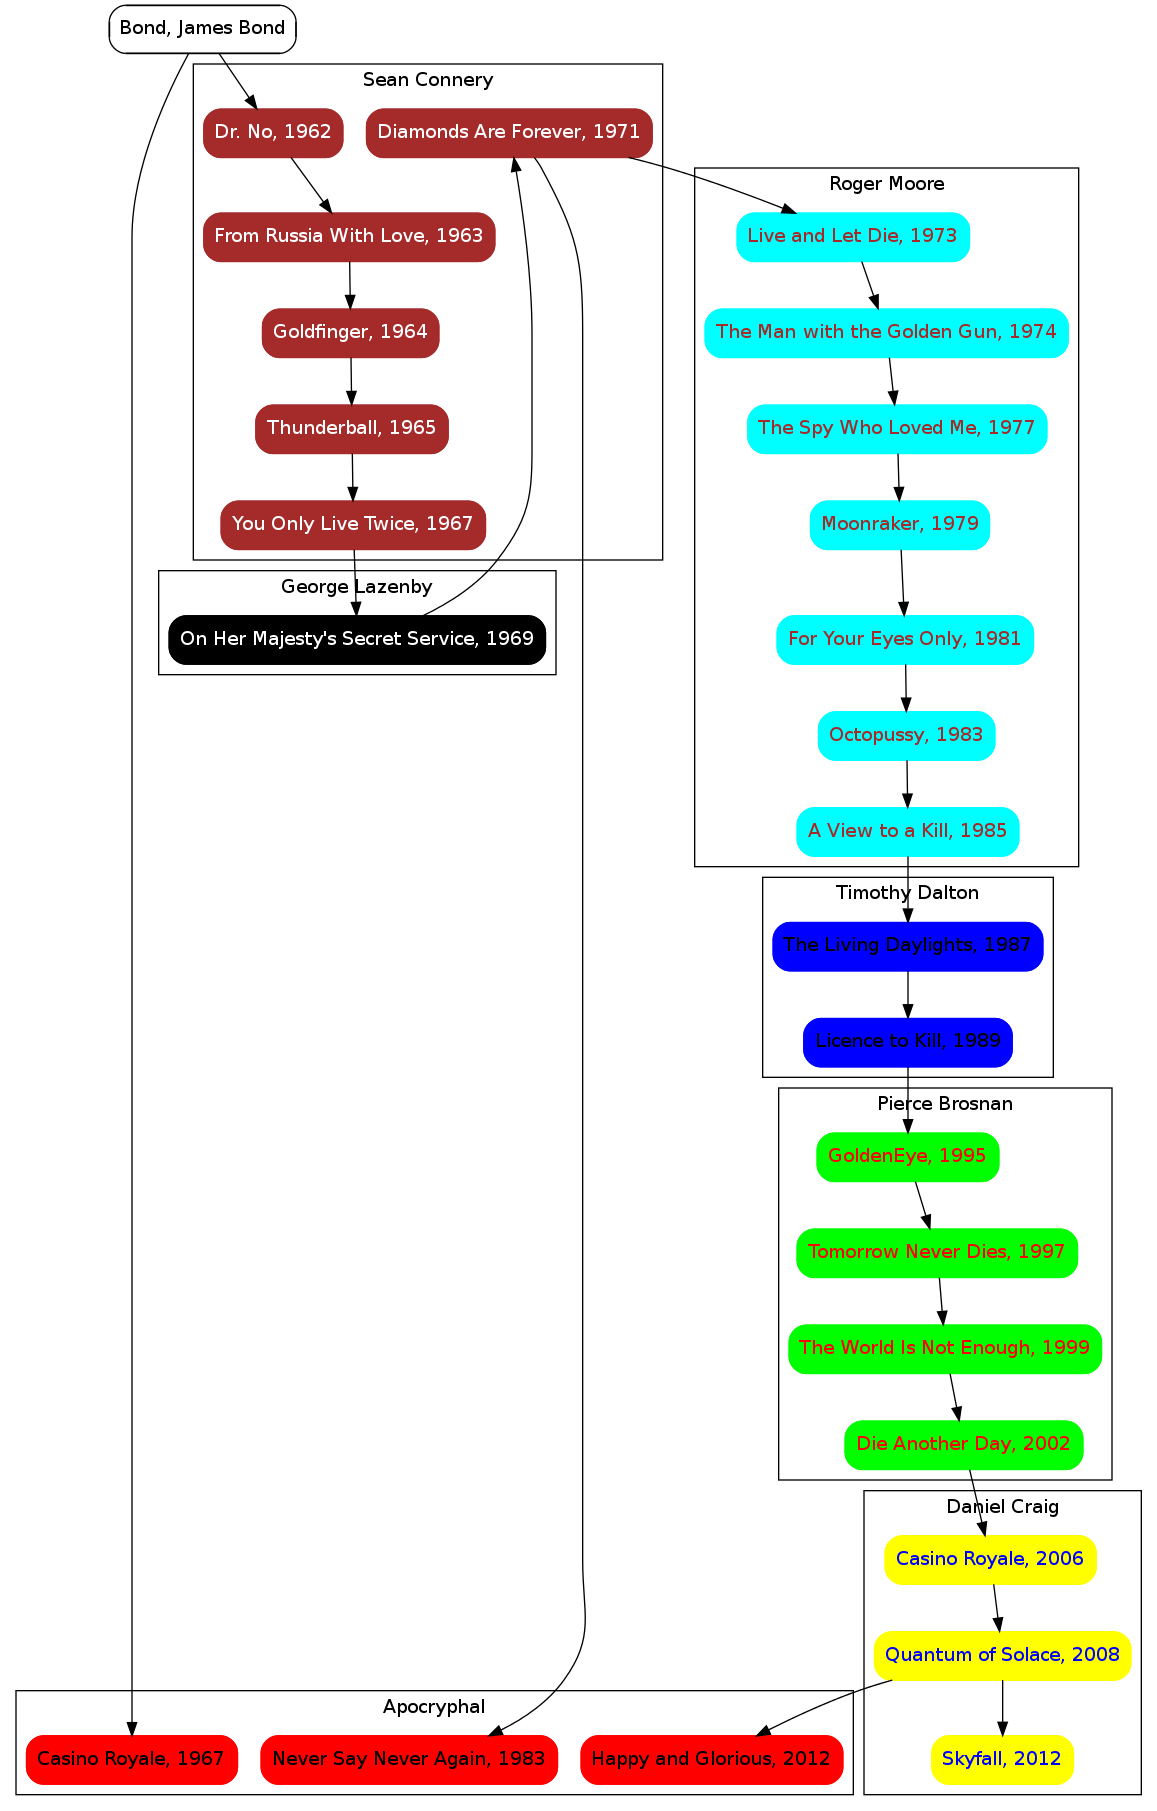 Bond, James Bond
Sean Connery
Dr. No, 1962
Diamonds Are Forever, 1971
From Russia With Love, 1963
Goldfinger, 1964
Thunderball, 1965
You Only Live Twice, 1967
George Lazenby
On Her Majesty's Secret Service, 1969
Roger Moore
Live and Let Die, 1973
The Man with the Golden Gun, 1974
The Spy Who Loved Me, 1977
Moonraker, 1979
For Your Eyes Only, 1981
Octopussy, 1983
A View to a Kill, 1985
Timothy Dalton
The Living Daylights, 1987
Licence to Kill, 1989
Pierce Brosnan
GoldenEye, 1995
Tomorrow Never Dies, 1997
The World Is Not Enough, 1999
Die Another Day, 2002
Daniel Craig
Casino Royale, 2006
Quantum of Solace, 2008
Skyfall, 2012
Apocryphal
Casino Royale, 1967
Never Say Never Again, 1983
Happy and Glorious, 2012